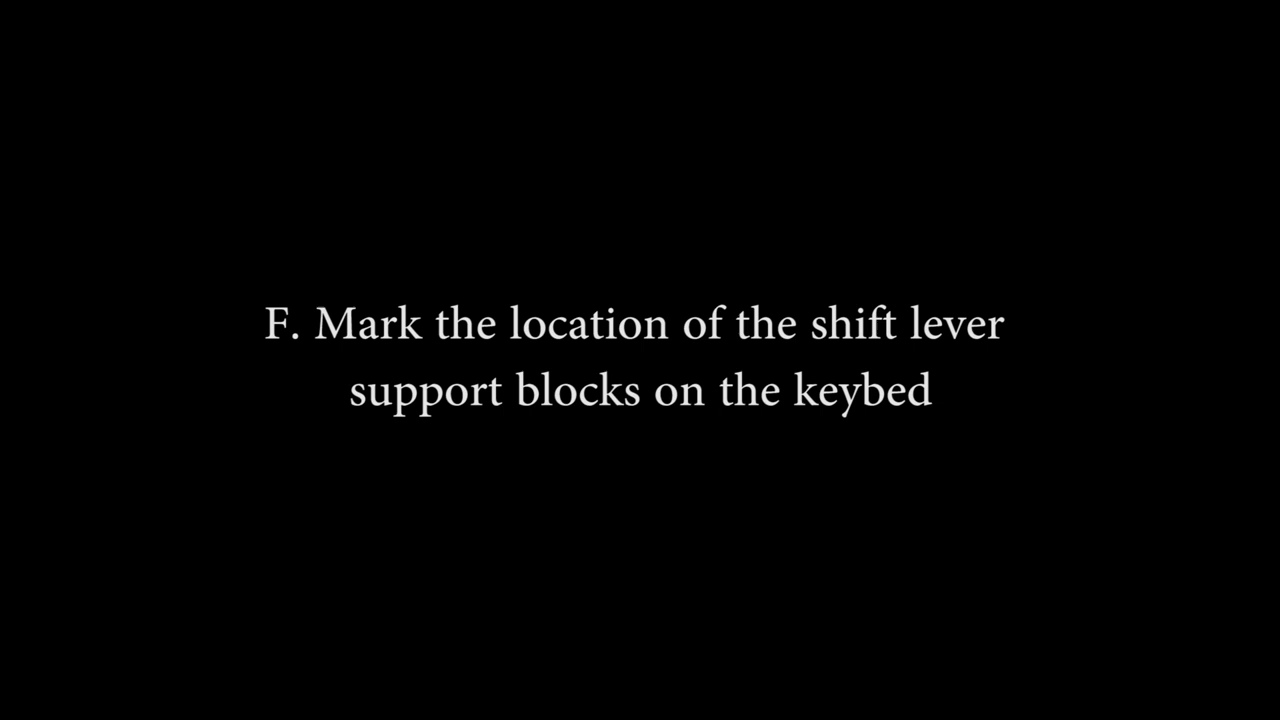 F. Mark the location of the shift lever
support blocks on the keybed